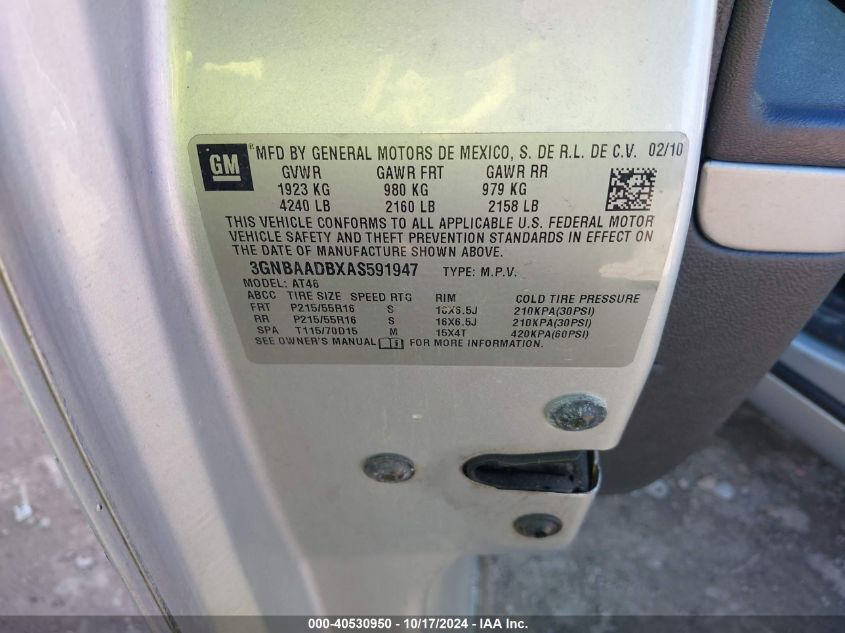 GM ® MFD BY GENERAL MOTORS DE MEXICO, S. DE R.L. DE C.V. 02/10
GVWR GAWR FRT GAWR RR
1923 KG 980 KG 979 KG
4240 LB 2160 LB 2158 LB
THIS VEHICLE CONFORMS TO ALL APPLICABLE U.S. FEDERAL MOTOR
VEHICLE SAFETY AND THEFT PREVENTION STANDARDS IN EFFECT ON
THE DATE OF MANUFACTURE SHOWN ABOVE.
3GNBAADBXAS591947 TYPE: M.P.V.
MODEL: AT46
ABCC TIRE SIZE SPEED RTG RIM COLD TIRE PRESSURE
FRT P215/55R16 S 16X6.5J 210KPA(30PSI)
RR P215/55R16 S 16X6.5J 210KPA(30PSI)
SPA T115/70D15 M 15X4T 420KPA(60PSI)
SEE OWNER'S MANUAL i FOR MORE INFORMATION.
000-40530950 - 10/17/2024 - IAA Inc.